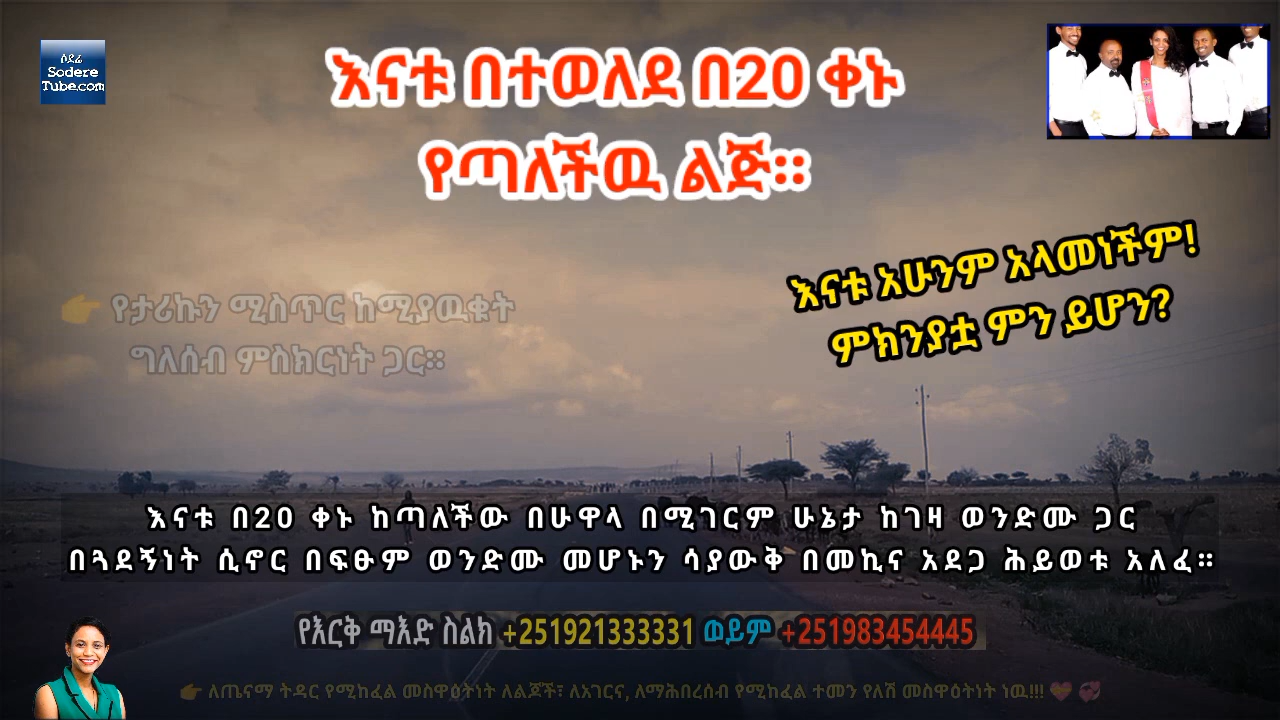 ሶደሬ
Sodere
Tube.com
እናቱ በተወለደ በ20 ቀኑ
የጣለችዉ ልጅ።
እናቱ አሁንም አላመነችም!
ምክንያቷ ምን ይሆን?
👉 የታሪኩን ሚስጥር ከሚያዉቁት
ግለሰብ ምስክርነት ጋር።
እናቱ በ20 ቀኑ ከጣለችው በሁዋላ በሚገርም ሁኔታ ከገዛ ወንድሙ ጋር
በጓደኝነት ሲኖር በፍፁም ወንድሙ መሆኑን ሳያውቅ በመኪና አደጋ ሕይወቱ አለፈ።
የእርቅ ማእድ ስልክ +251921333331 ወይም +251983454445
👉 ለጤናማ ትዳር የሚከፈል መስዋዕትነት ለልጆች፣ ለአገርና, ለማሕበረሰብ የሚከፈል ተመን የለሽ መስዋዕትነት ነዉ!!! 💝 💞